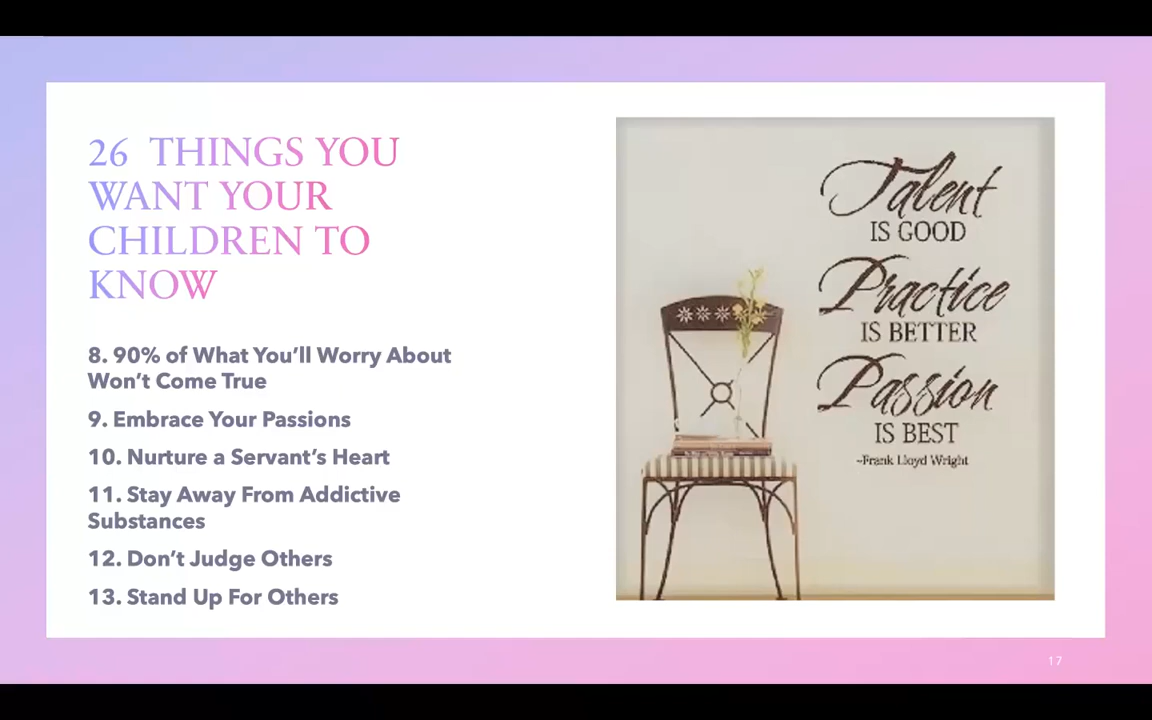 26 THINGS YOU
WANT YOUR
CHILDREN TO
KNOW
8. 90% of What You'll Worry About
Won't Come True
9. Embrace Your Passions
10. Nurture a Servant's Heart
11. Stay Away From Addictive
Substances
12. Don't Judge Others
13. Stand Up For Others
Talent
IS GOOD
Practice
IS BETTER
Passion
IS BEST
~Frank Lloyd Wright
17